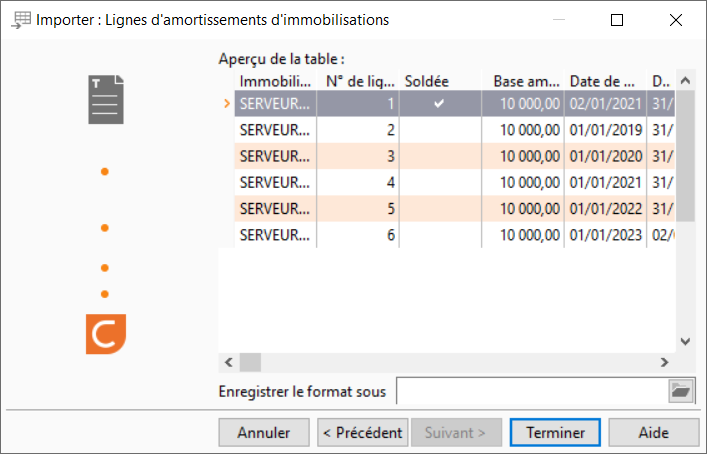 Importer : Lignes d'amortissements d'immobilisations
T
C
Aperçu de la table :
Immobili... N° de lig... Soldée Base am... Date de ... D..
SERVEUR... 1 ✓ 10 000,00 02/01/2021 31/
SERVEUR... 2 10 000,00 01/01/2019 31/
SERVEUR... 3 10 000,00 01/01/2020 31/
SERVEUR... 4 10 000,00 01/01/2021 31/
SERVEUR... 5 10 000,00 01/01/2022 31/
SERVEUR... 6 10 000,00 01/01/2023 02/
Enregistrer le format sous
Annuler < Précédent Suivant > Terminer Aide